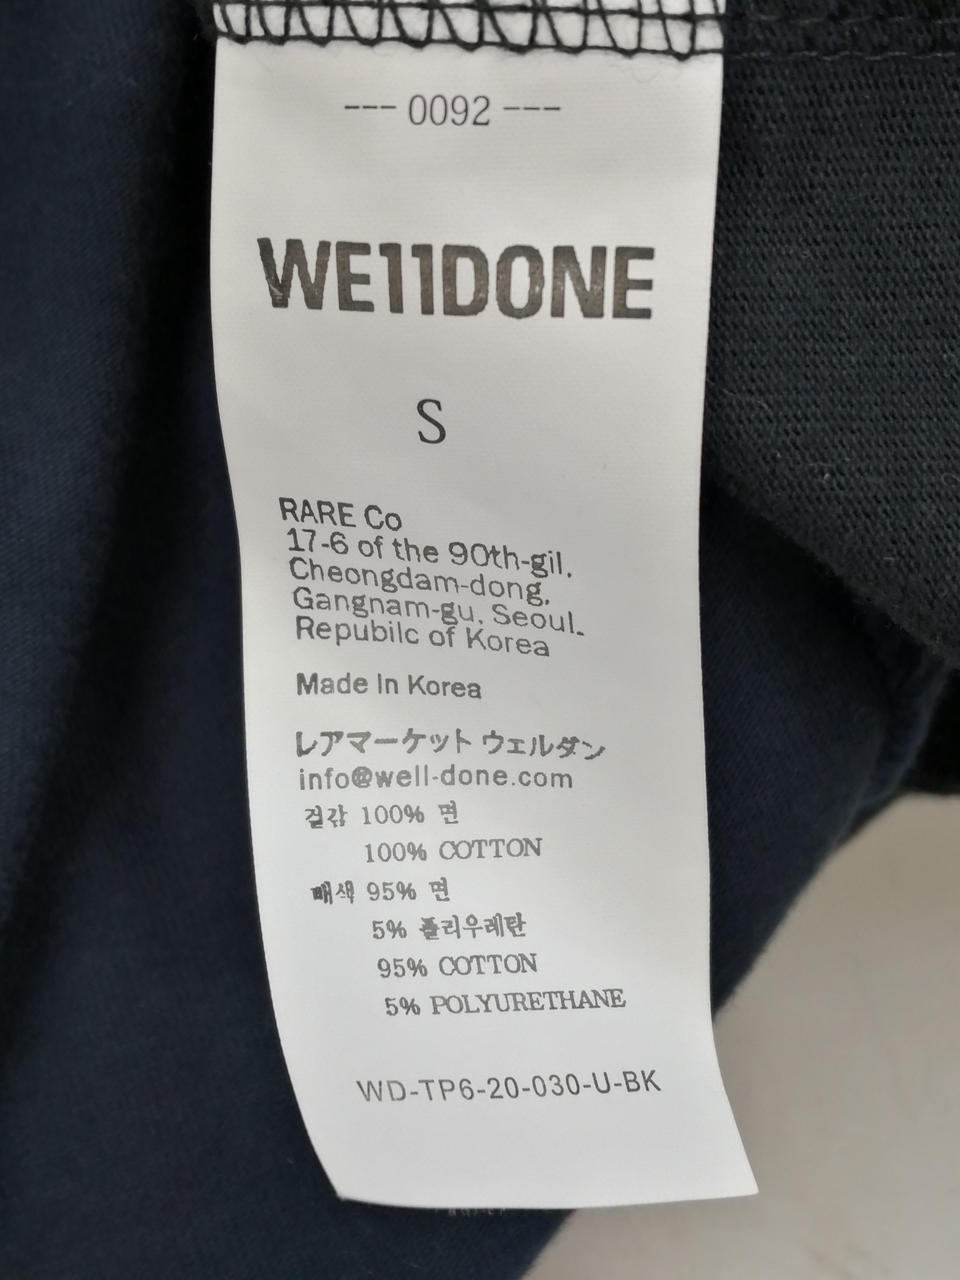 --- 0092 ---
WE11DONE
S
RARE Co
17-6 of the 90th-gil,
Cheongdam-dong,
Gangnam-gu, Seoul.
Repubilc of Korea
Made In Korea
レアマーケット ウェルダン
info@well-done.com
겉감 100% 면
100% COTTON
배색 95% 면
5% 폴리우레탄
95% COTTON
5% POLYURETHANE
WD-TP6-20-030-U-BK